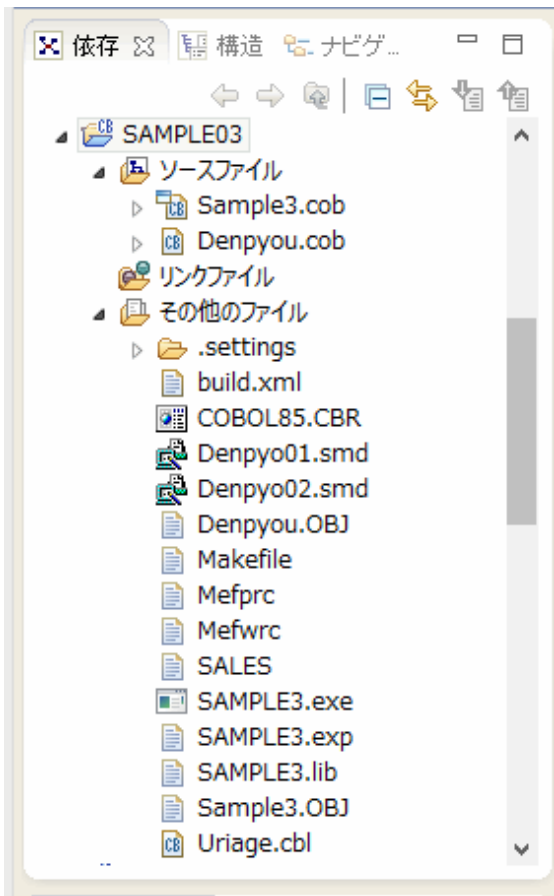 依存 構造 ナビゲ...
SAMPLE03
ソースファイル
Sample3.cob
Denpyou.cob
リンクファイル
その他のファイル
.settings
build.xml
COBOL85.CBR
Denpyo01.smd
Denpyo02.smd
Denpyou.OBJ
Makefile
Mefprc
Mefwrc
SALES
SAMPLE3.exe
SAMPLE3.exp
SAMPLE3.lib
Sample3.OBJ
Uriage.cbl